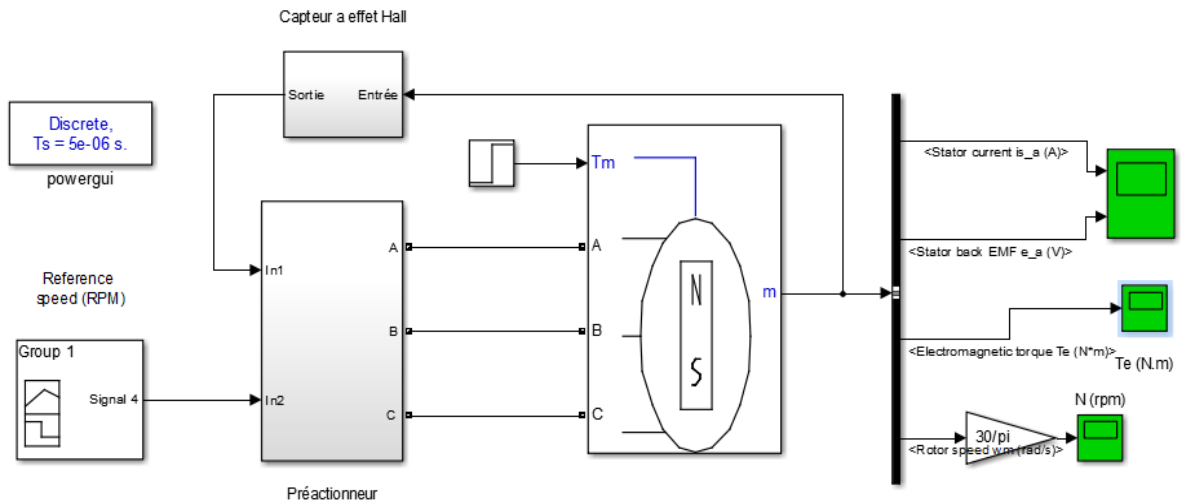 Capteur a effet Hall
Sortie
Entrée
Discrete,
Ts = 5e-06 s.
powergui
Tm
<Stator current is_a (A)>
A
A
<Stator back EMF e_a (V)>
In1
Reference
speed (RPM)
N
m
B
B
S
<Electromagnetic torque Te (N*m)>
Te (N.m)
Group 1
Signal 4
In2
C
C
N (rpm)
30/pi
<Rotor speed wm (rad/s)>
Préactionneur